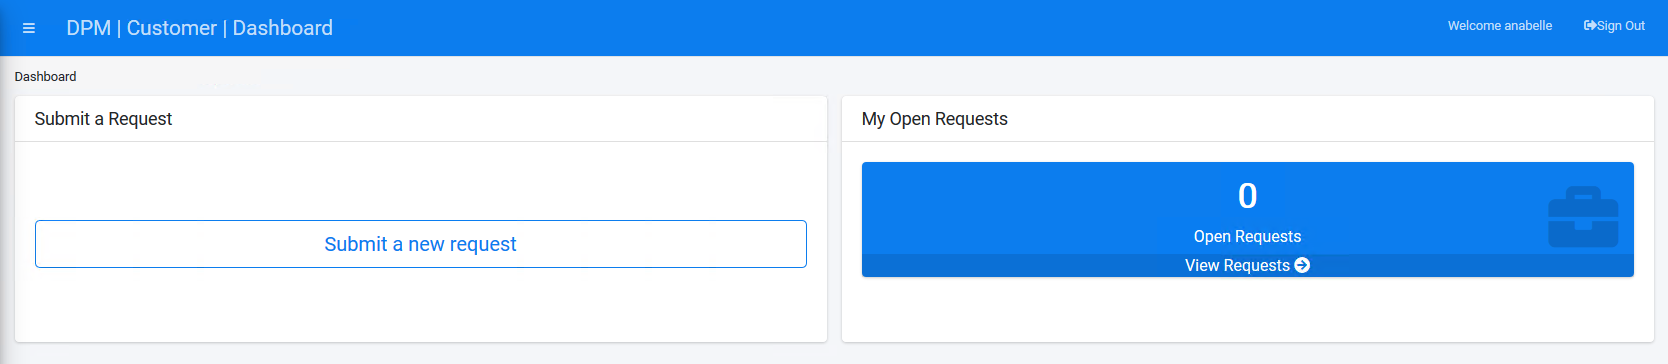 DPM | Customer | Dashboard
Welcome anabelle
Sign Out
Dashboard
Submit a Request
Submit a new request
My Open Requests
0
Open Requests
View Requests